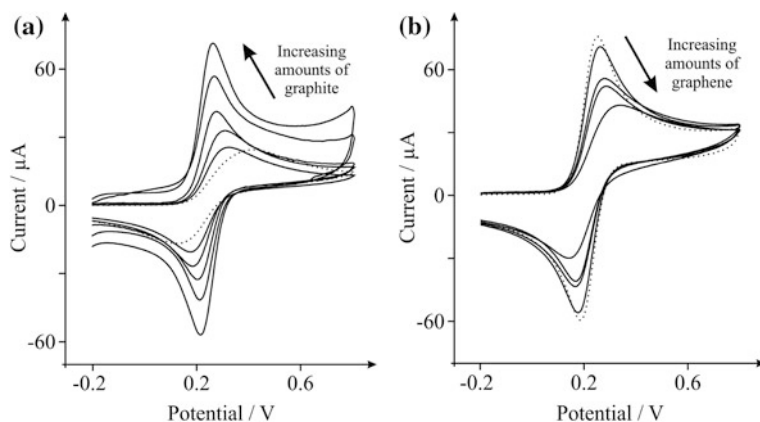 (a)
Increasing
amounts of
graphite
Current / µA
60
0
-60
-0.2
0.2
0.6
Potential / V
(b)
Increasing
amounts of
graphene
Current / µA
60
0
-60
-0.2
0.2
0.6
Potential / V